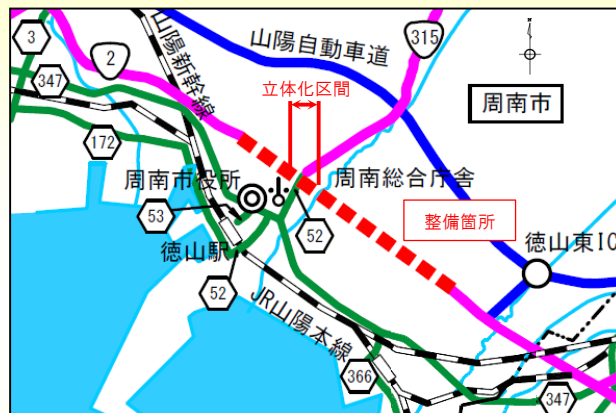 3
2
315
山陽自動車道
347
山陽新幹線
立体化区間
周南市
172
周南市役所
周南総合庁舎
53
52
整備箇所
徳山駅
徳山東IC
52
JR山陽本線
366
347